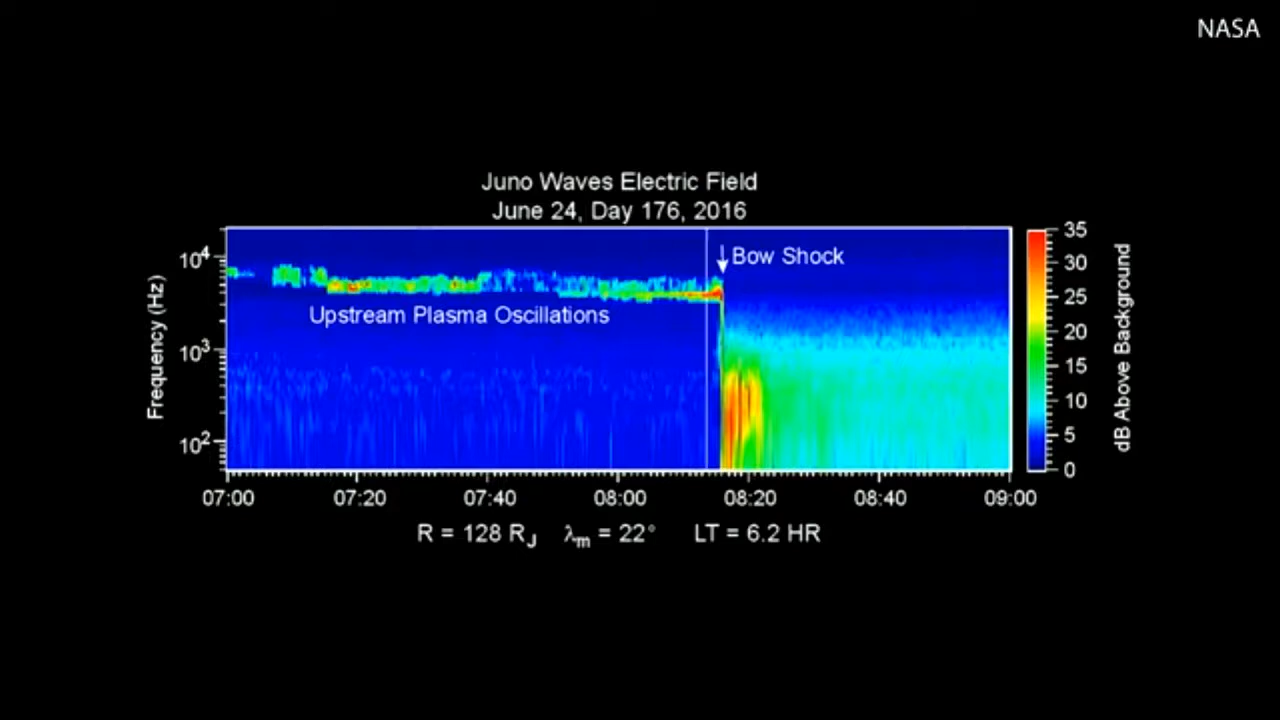 NASA
Juno Waves Electric Field
June 24, Day 176, 2016
Frequency (Hz)
10⁴
10³
10²
Bow Shock
Upstream Plasma Oscillations
35
30
25
20
15
10
5
0
dB Above Background
07:00 07:20 07:40 08:00 08:20 08:40 09:00
R = 128 R_J λ_m = 22° LT = 6.2 HR